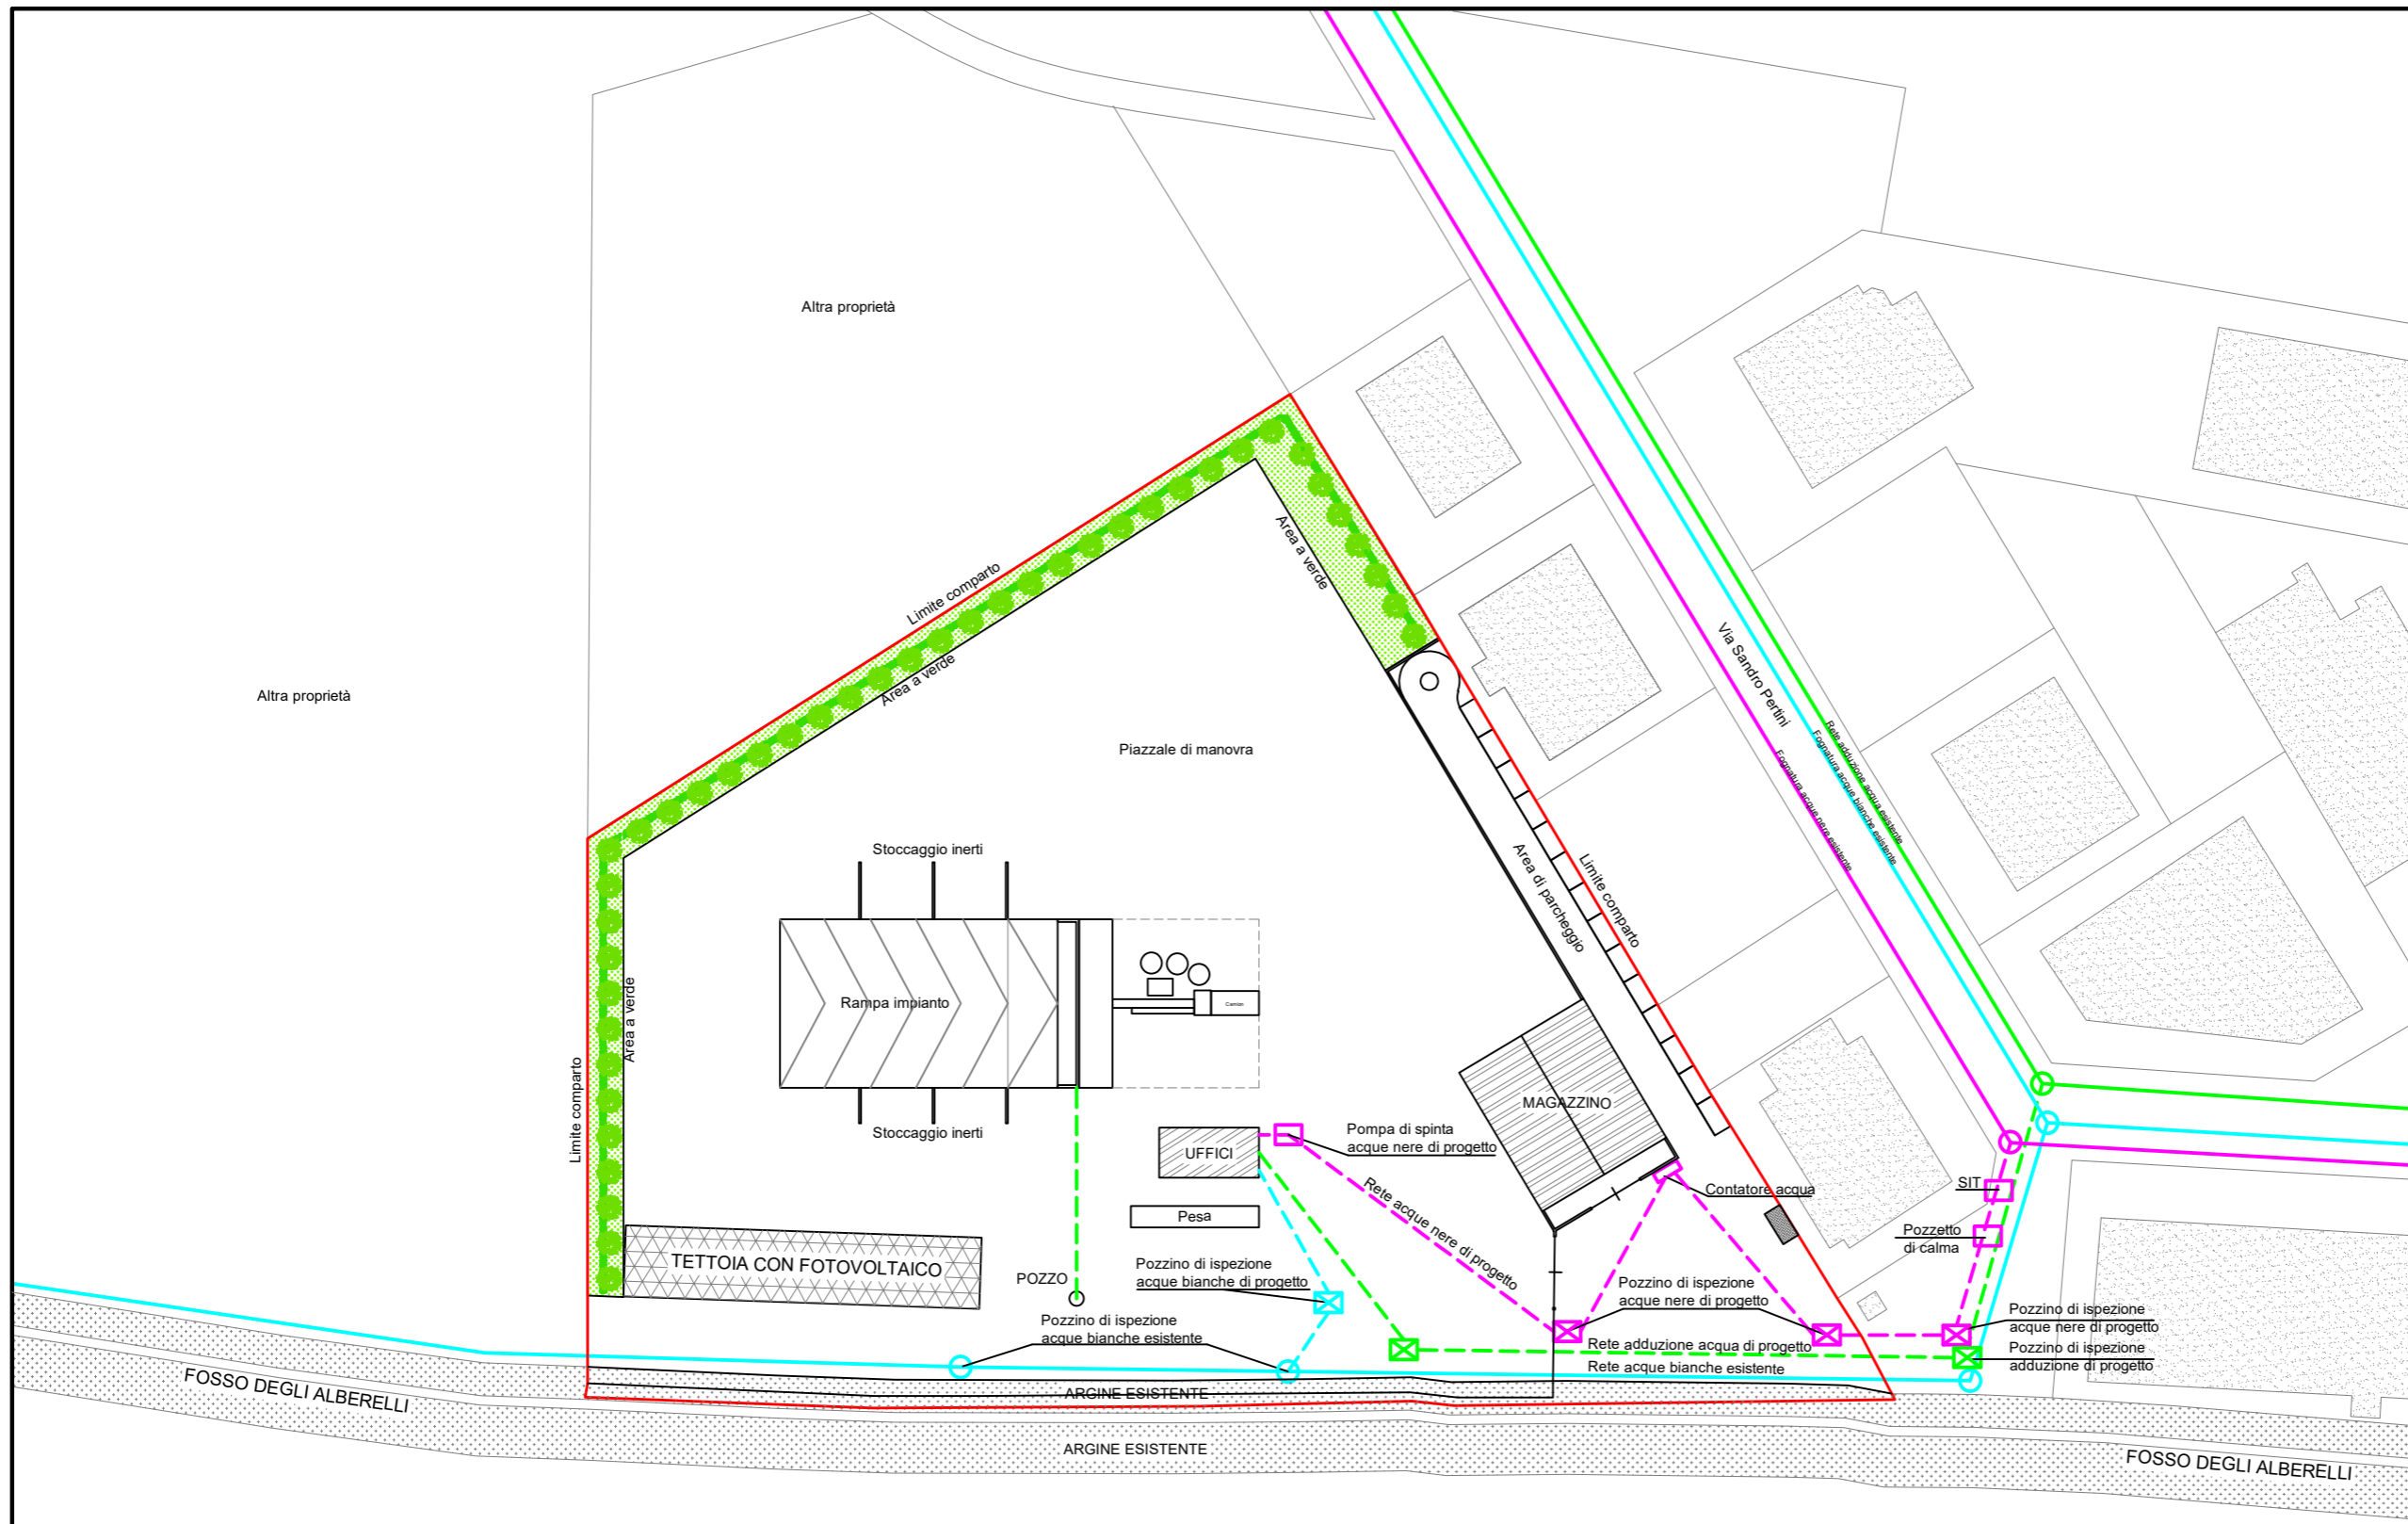 Altra proprietà
Altra proprietà
Limite comparto
Area a verde
Area a verde
Via Sandro Pertini
Rete adduzione acqua esistente
Fognatura acque bianche esistente
Fognatura acque nere esistente
Piazzale di manovra
Area di parcheggio
Limite comparto
Stoccaggio inerti
Rampa impianto
Camion
Area a verde
Limite comparto
Stoccaggio inerti
MAGAZZINO
UFFICI
Pompa di spinta
acque nere di progetto
Rete acque nere di progetto
Contatore acqua
SIT
Pozzetto
di calma
Pesa
TETTOIA CON FOTOVOLTAICO
POZZO
Pozzino di ispezione
acque bianche di progetto
Pozzino di ispezione
acque nere di progetto
Pozzino di ispezione
acque bianche esistente
Pozzino di ispezione
acque nere di progetto
Rete adduzione acqua di progetto
Pozzino di ispezione
adduzione di progetto
Rete acque bianche esistente
FOSSO DEGLI ALBERELLI
ARGINE ESISTENTE
ARGINE ESISTENTE
FOSSO DEGLI ALBERELLI